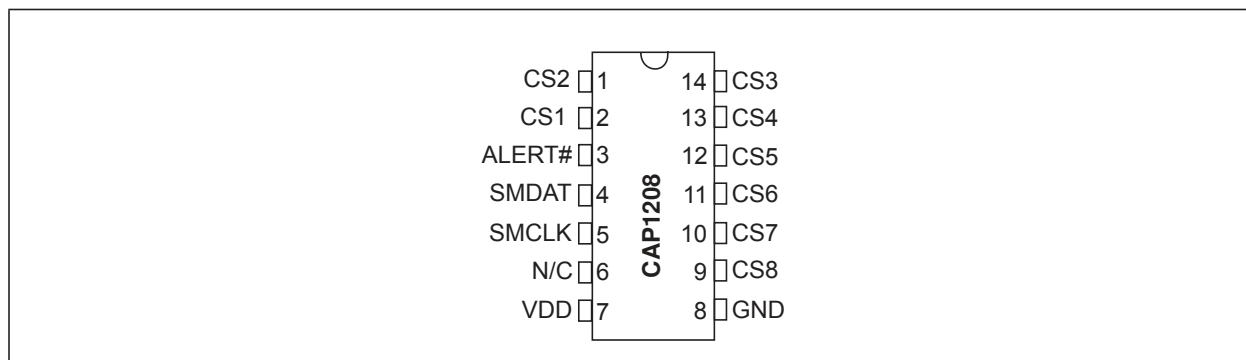 CS2 1 14 CS3
CS1 2 13 CS4
ALERT# 3 12 CS5
SMDAT 4 11 CS6
SMCLK 5 10 CS7
N/C 6 9 CS8
VDD 7 8 GND
CAP1208